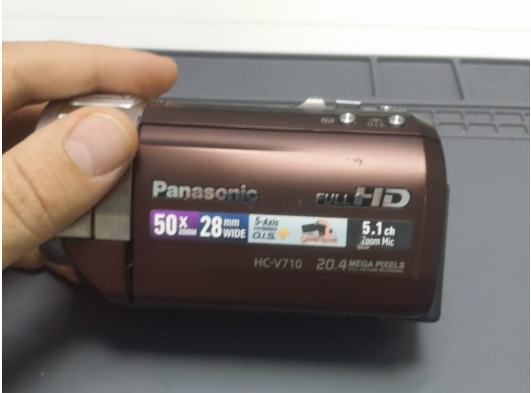 Panasonic
FULL HD
50X ZOOM
28mm WIDE
5-Axis
HYBRID
O.I.S.+
5.1ch
Zoom Mic
HC-V710
20.4 MEGA PIXELS